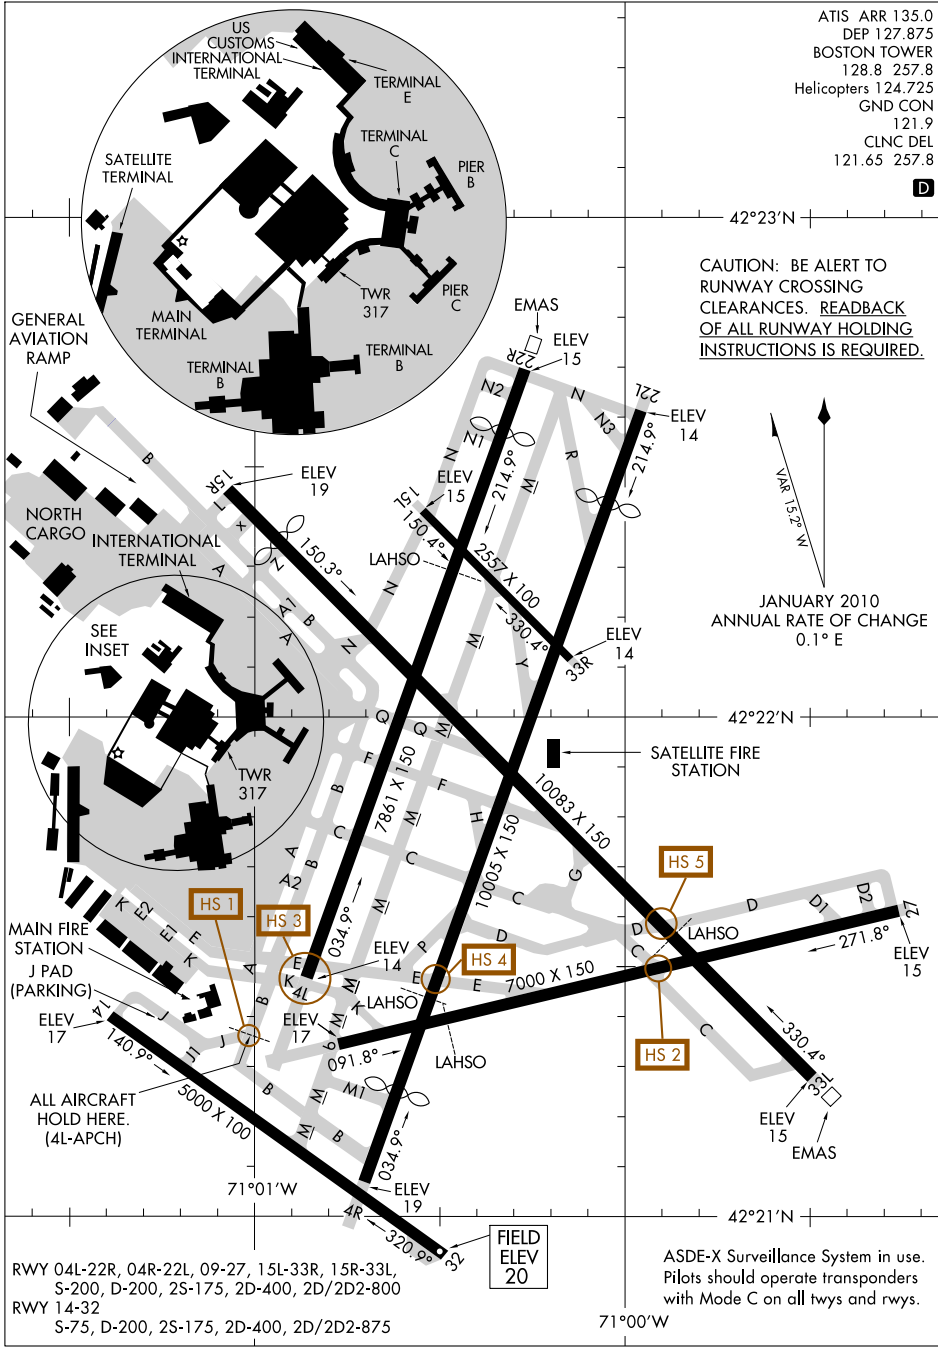 ATIS ARR 135.0
DEP 127.875
BOSTON TOWER
128.8 257.8
Helicopters 124.725
GND CON
121.9
CLNC DEL
121.65 257.8
D
US
CUSTOMS
INTERNATIONAL
TERMINAL
TERMINAL
E
TERMINAL
C
PIER
B
SATELLITE
TERMINAL
42°23'N
CAUTION: BE ALERT TO
RUNWAY CROSSING
CLEARANCES. READBACK
OF ALL RUNWAY HOLDING
INSTRUCTIONS IS REQUIRED.
TWR
317
PIER
C
MAIN
TERMINAL
TERMINAL
B
TERMINAL
B
GENERAL
AVIATION
RAMP
EMAS
ELEV
15
22R
22L
ELEV
14
N2
N
N3
N
N1
214.9°
214.9°
M
R
B
15R
ELEV
19
L
X
ELEV
15
15L
150.4°
NORTH
CARGO
INTERNATIONAL
TERMINAL
150.3°
LAHSO
2557 X 100
VAR 15.2° W
N
A
N
A1
B
A
N
SEE
INSET
330.4°
M
Y
ELEV
14
33R
JANUARY 2010
ANNUAL RATE OF CHANGE
0.1° E
42°22'N
Q
Q
M
SATELLITE FIRE
STATION
TWR
317
F
F
B
7861 X 150
M
H
10083 X 150
10005 X 150
A
B
C
C
C
G
A2
M
HS 5
HS 1
HS 3
K
E2
E1
E
K
D
D
D1
D2
27
D
P
LAHSO
271.8°
ELEV
15
MAIN FIRE
STATION
J PAD
(PARKING)
ELEV
17
14
034.9°
ELEV
14
A
E
K
4L
M
E
HS 4
E
7000 X 150
C
B
LAHSO
K
M
ELEV
17
9
J
J
J1
091.8°
LAHSO
HS 2
C
330.4°
33L
140.9°
5000 X 100
B
M1
M
ALL AIRCRAFT
HOLD HERE.
(4L-APCH)
ELEV
15
EMAS
M
B
034.9°
71°01'W
ELEV
19
4R
320.9°
32
42°21'N
FIELD
ELEV
20
RWY 04L-22R, 04R-22L, 09-27, 15L-33R, 15R-33L,
S-200, D-200, 2S-175, 2D-400, 2D/2D2-800
RWY 14-32
S-75, D-200, 2S-175, 2D-400, 2D/2D2-875
71°00'W
ASDE-X Surveillance System in use.
Pilots should operate transponders
with Mode C on all twys and rwys.